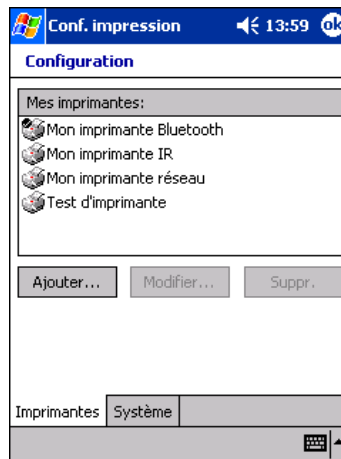 Conf. impression 13:59 ok
Configuration
Mes imprimantes:
Mon imprimante Bluetooth
Mon imprimante IR
Mon imprimante réseau
Test d'imprimante
Ajouter... Modifier... Suppr.
Imprimantes Système